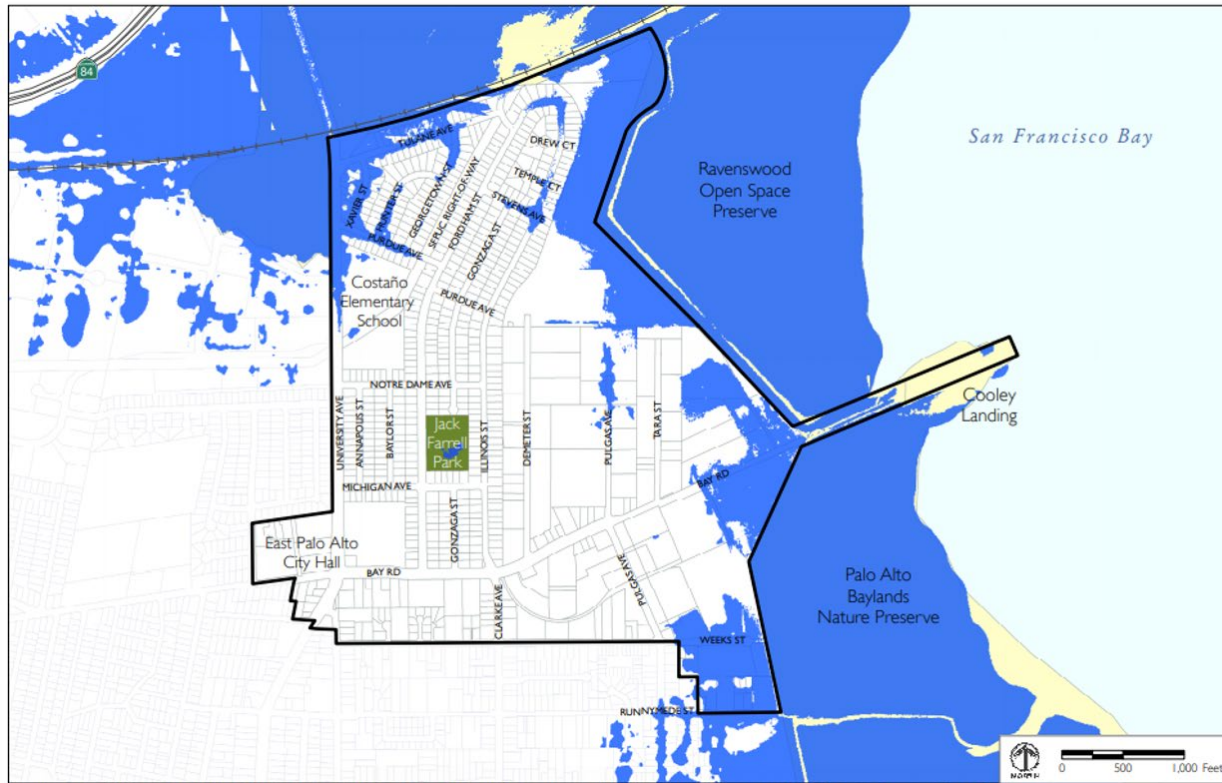 84
San Francisco Bay
TULANE AVE
DREW CT
TEMPLE CT
STEVENS AVE
XAVIER ST
HUNTER ST
GEORGETOWN ST
SFPUC RIGHT-OF-WAY
FORDHAM ST
GONZAGA ST
PURDUE AVE
PURDUE AVE
Ravenswood
Open Space
Preserve
Costaño
Elementary
School
NOTRE DAME AVE
UNIVERSITY AVE
ANNAPOLIS ST
BAYLOR ST
Jack
Farrell
Park
ILLINOIS ST
DEMETER ST
PULGAS AVE
TARA ST
Cooley
Landing
MICHIGAN AVE
GONZAGA ST
BAY RD
East Palo Alto
City Hall
BAY RD
CLARKE AVE
PULGAS AVE
Palo Alto
Baylands
Nature Preserve
WEEKS ST
RUNNYMEDE ST
NORTH
0 500 1,000 Feet